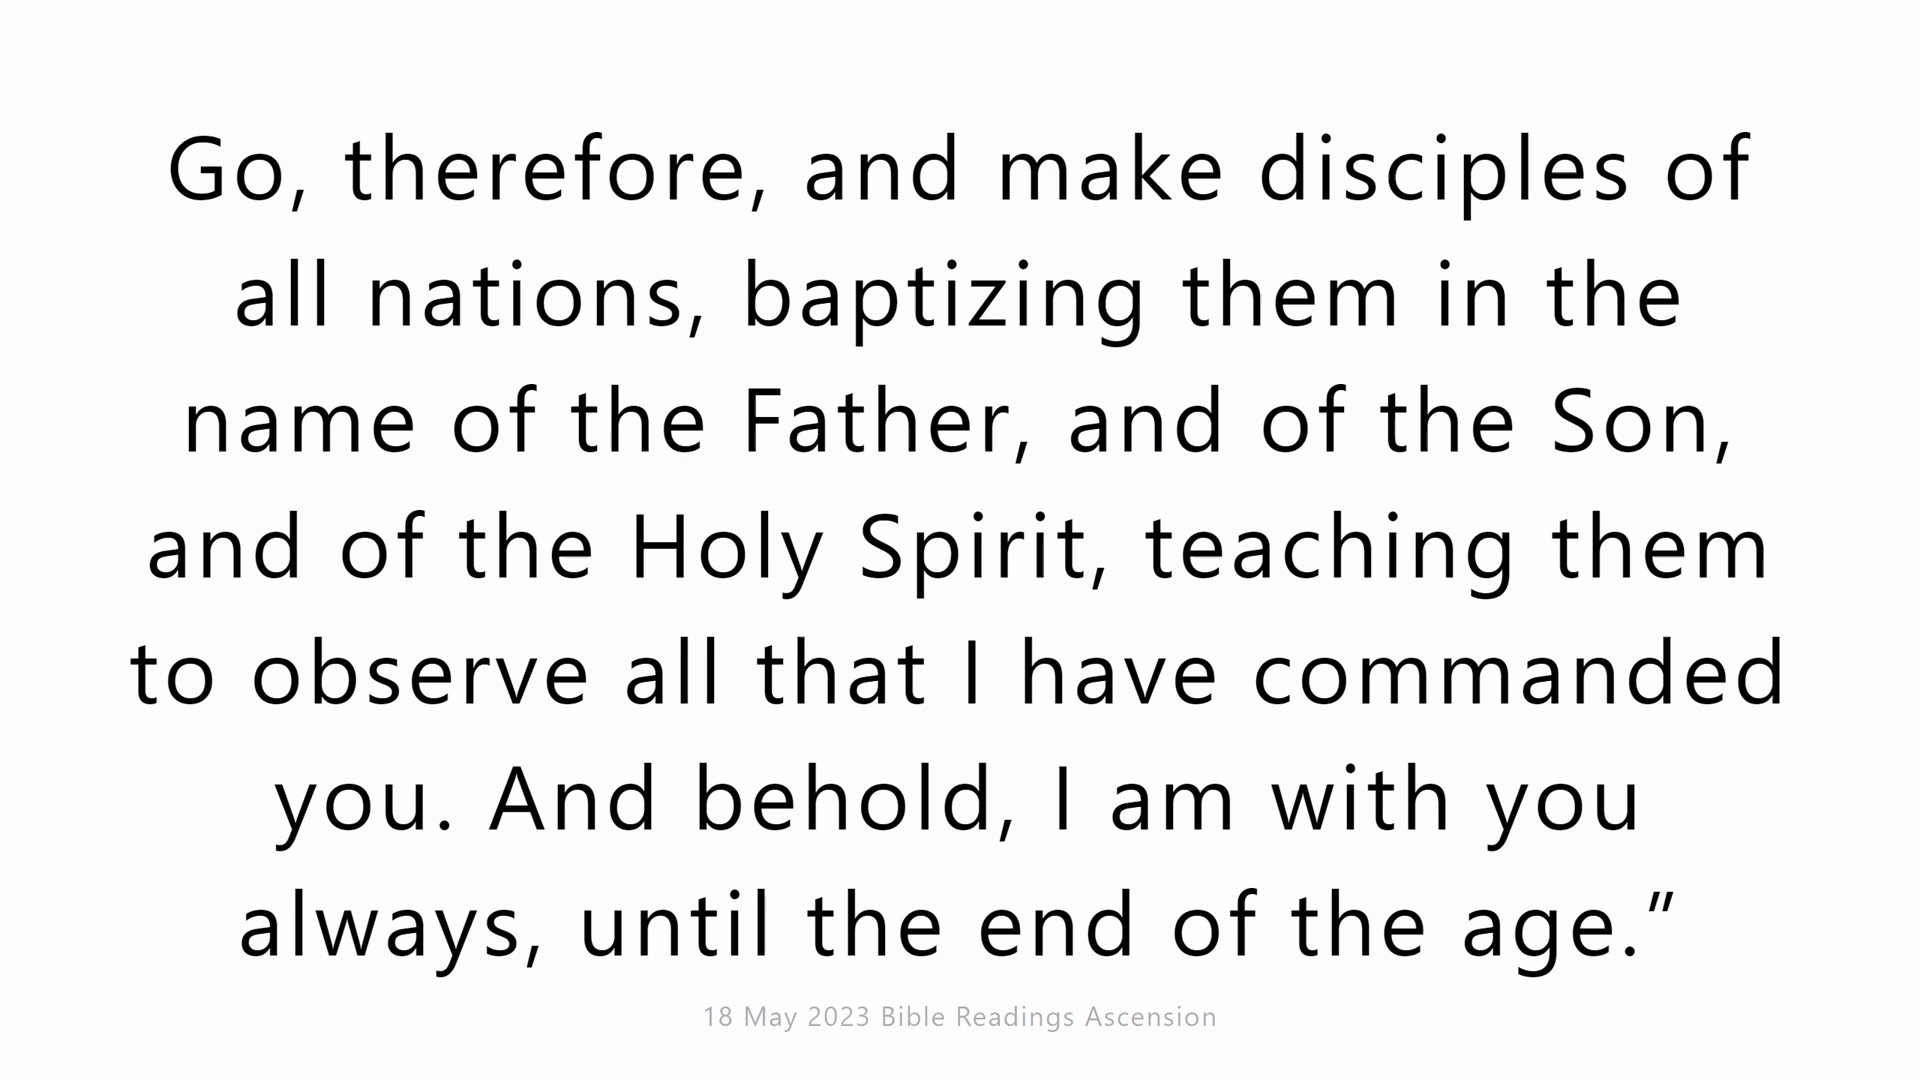 Go, therefore, and make disciples of
all nations, baptizing them in the
name of the Father, and of the Son,
and of the Holy Spirit, teaching them
to observe all that I have commanded
you. And behold, I am with you
always, until the end of the age.”
18 May 2023 Bible Readings Ascension